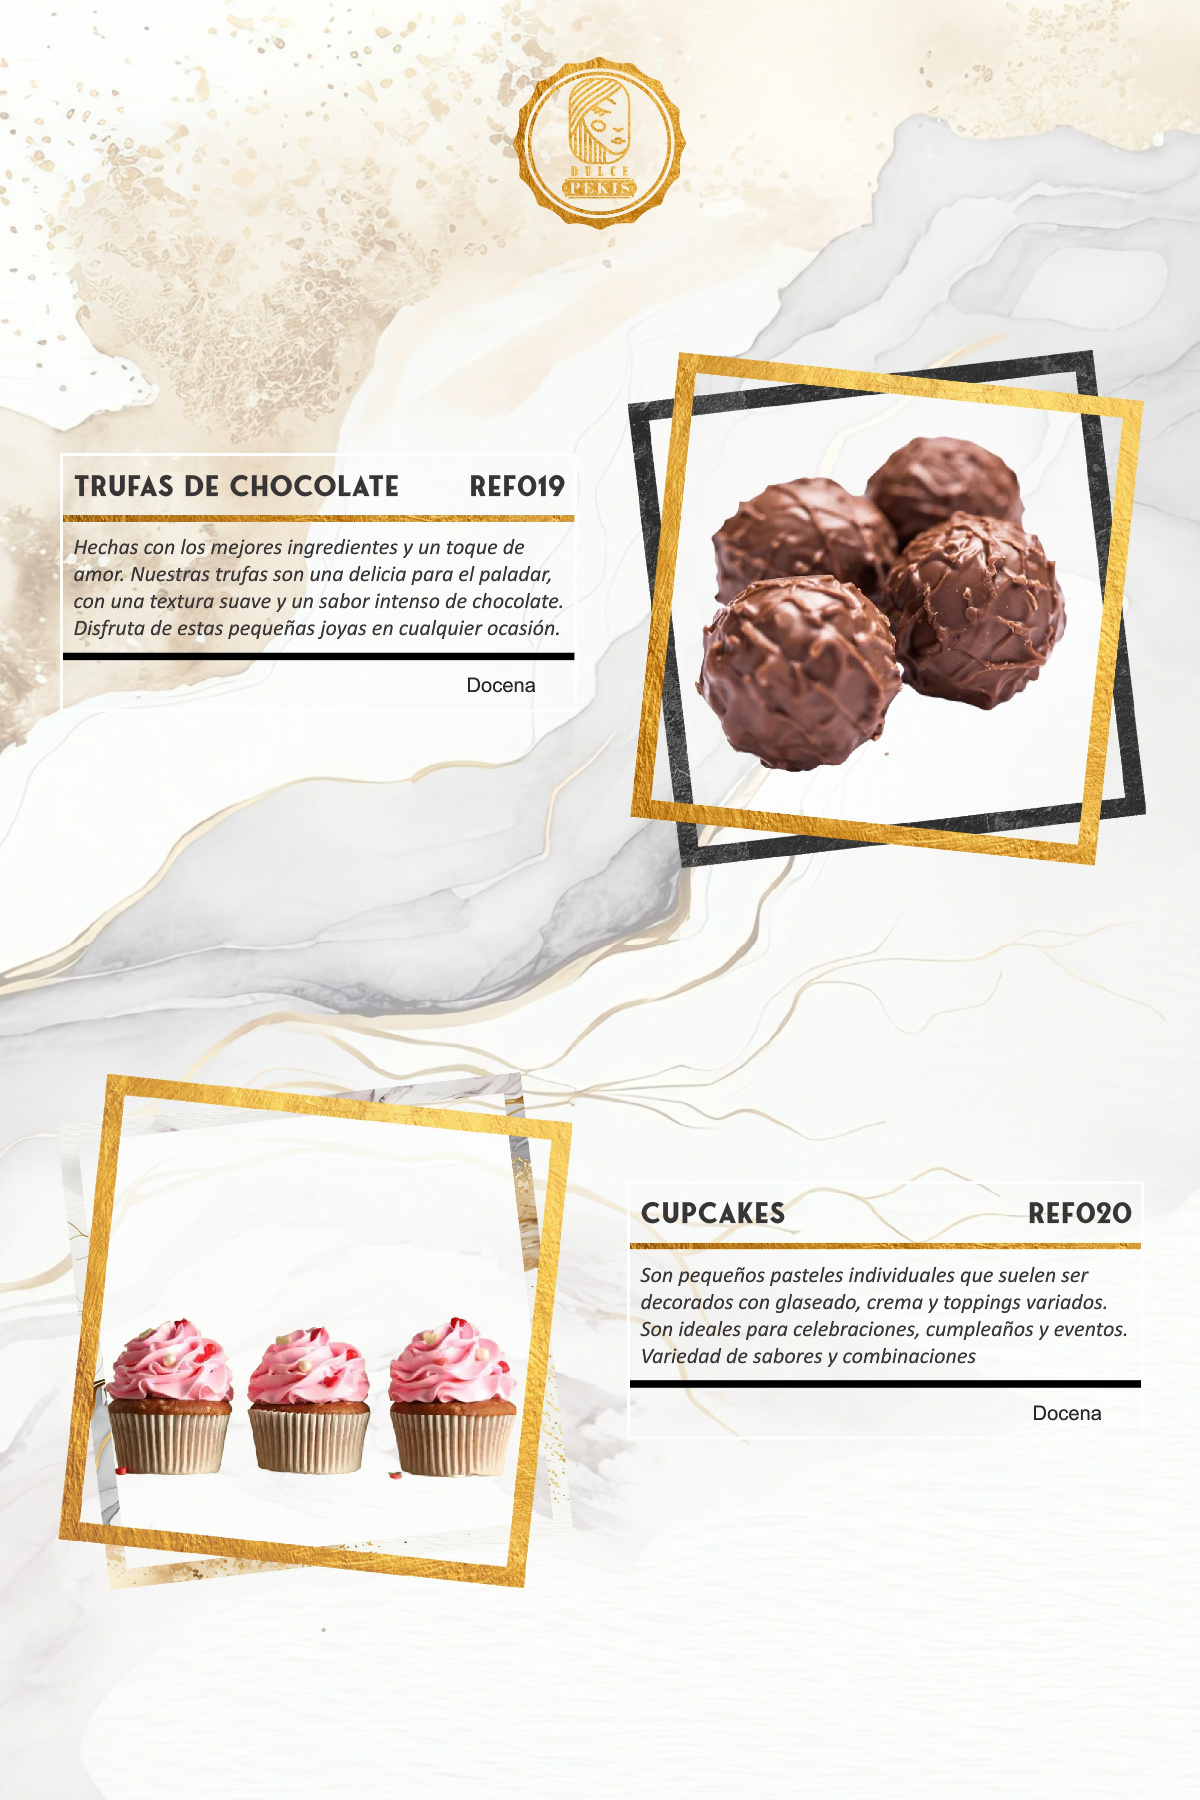 DULCE
PEKIS
TRUFAS DE CHOCOLATE REF019
Hechas con los mejores ingredientes y un toque de
amor. Nuestras trufas son una delicia para el paladar,
con una textura suave y un sabor intenso de chocolate.
Disfruta de estas pequeñas joyas en cualquier ocasión.
Docena
CUPCAKES REF020
Son pequeños pasteles individuales que suelen ser
decorados con glaseado, crema y toppings variados.
Son ideales para celebraciones, cumpleaños y eventos.
Variedad de sabores y combinaciones
Docena